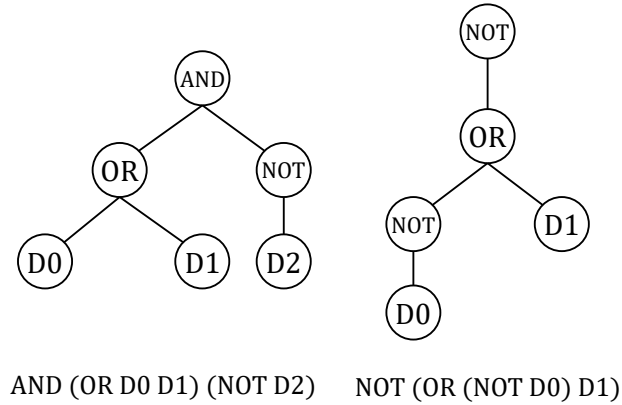 NOT
AND
OR
OR
NOT
NOT
D1
D0
D1
D2
D0
AND (OR D0 D1) (NOT D2)
NOT (OR (NOT D0) D1)